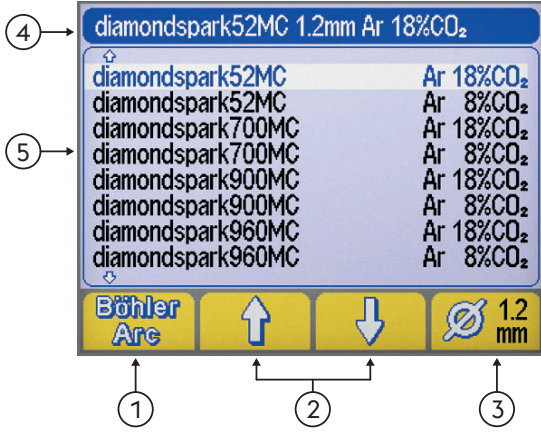 diamondspark52MC 1.2mm Ar 18%CO₂
diamondspark52MC Ar 18%CO₂
diamondspark52MC Ar 8%CO₂
diamondspark700MC Ar 18%CO₂
diamondspark700MC Ar 8%CO₂
diamondspark900MC Ar 18%CO₂
diamondspark900MC Ar 8%CO₂
diamondspark960MC Ar 18%CO₂
diamondspark960MC Ar 8%CO₂
Böhler
Arc
Ø 1.2
mm
4
5
1
2
3